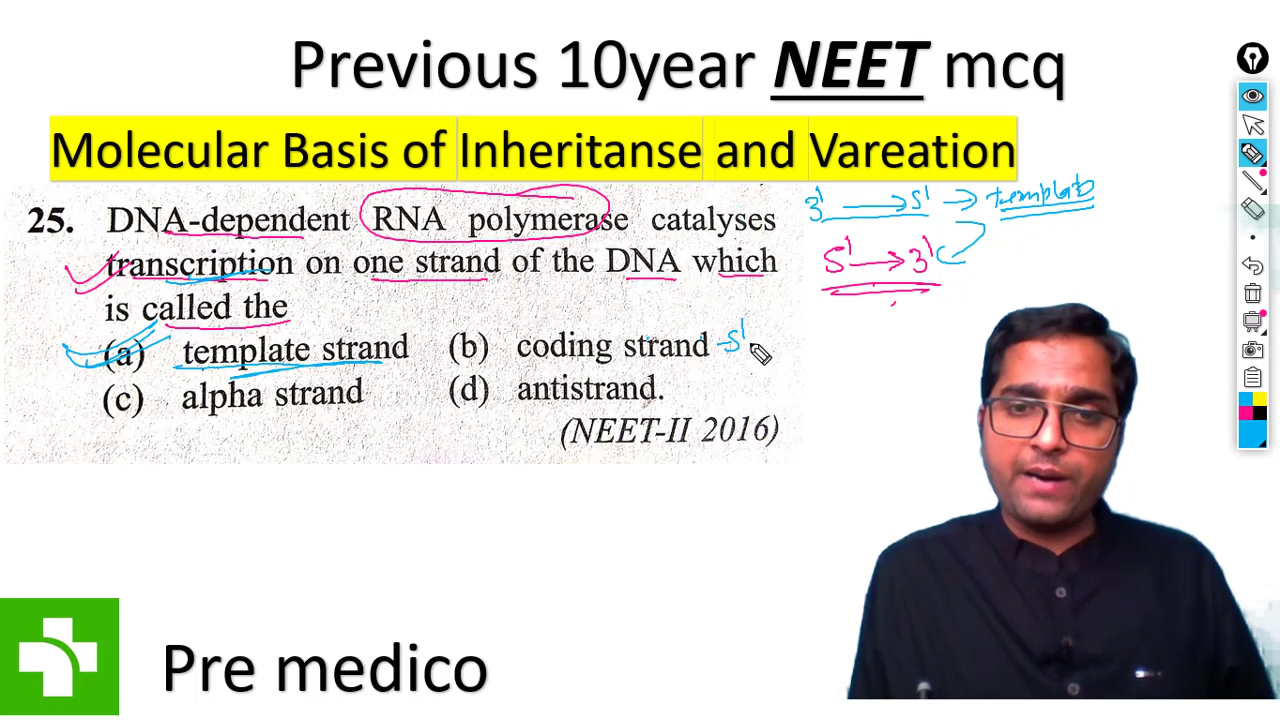 Previous 10year NEET mcq
Molecular Basis of Inheritanse and Vareation
25. DNA-dependent RNA polymerase catalyses
transcription on one strand of the DNA which
is called the
(a) template strand (b) coding strand -5'
(c) alpha strand (d) antistrand.
(NEET-II 2016)
3' → 5' → template
5' → 3'
Pre medico